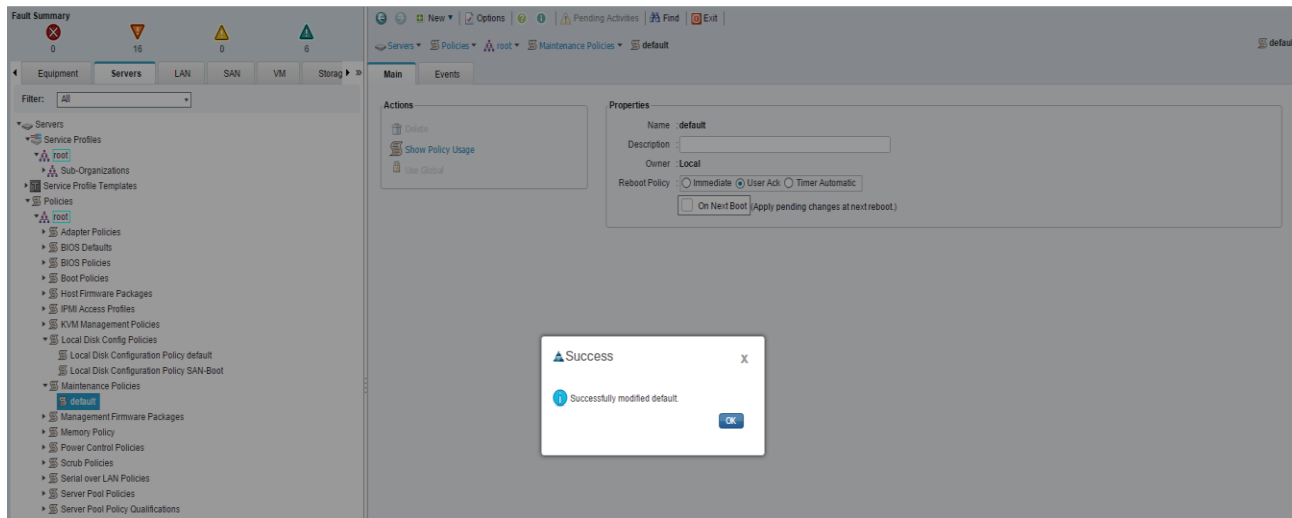 Fault Summary
0 16 0 6
New Options Pending Activities Find Exit
Servers Policies root Maintenance Policies default
default
Equipment Servers LAN SAN VM Storag
Main Events
Filter: All
Servers
Service Profiles
root
Sub-Organizations
Service Profile Templates
Policies
root
Adapter Policies
BIOS Defaults
BIOS Policies
Boot Policies
Host Firmware Packages
IPMI Access Profiles
KVM Management Policies
Local Disk Config Policies
Local Disk Configuration Policy default
Local Disk Configuration Policy SAN-Boot
Maintenance Policies
default
Management Firmware Packages
Memory Policy
Power Control Policies
Scrub Policies
Serial over LAN Policies
Server Pool Policies
Server Pool Policy Qualifications
Actions
Delete
Show Policy Usage
Use Global
Properties
Name : default
Description :
Owner : Local
Reboot Policy : Immediate User Ack Timer Automatic
On Next Boot (Apply pending changes at next reboot.)
Success X
Successfully modified default.
OK